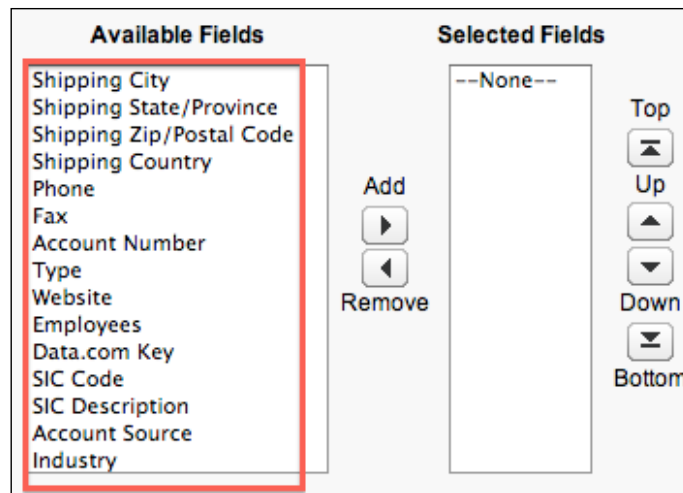 Available Fields
Selected Fields
Shipping City
Shipping State/Province
Shipping Zip/Postal Code
Shipping Country
Phone
Fax
Account Number
Type
Website
Employees
Data.com Key
SIC Code
SIC Description
Account Source
Industry
Add
Remove
--None--
Top
Up
Down
Bottom